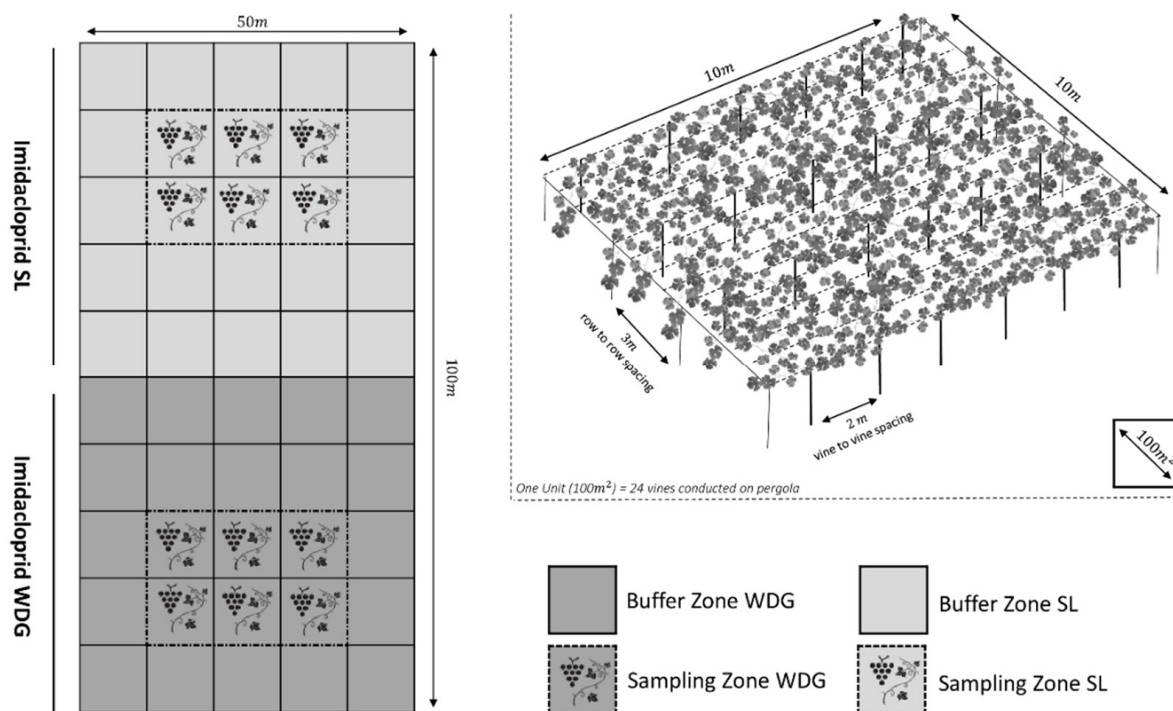 50m
100m
Imidacloprid SL
Imidacloprid WDG
10m
10m
3m
row to row spacing
2 m
vine to vine spacing
100m²
One Unit (100m²) = 24 vines conducted on pergola
Buffer Zone WDG
Buffer Zone SL
Sampling Zone WDG
Sampling Zone SL